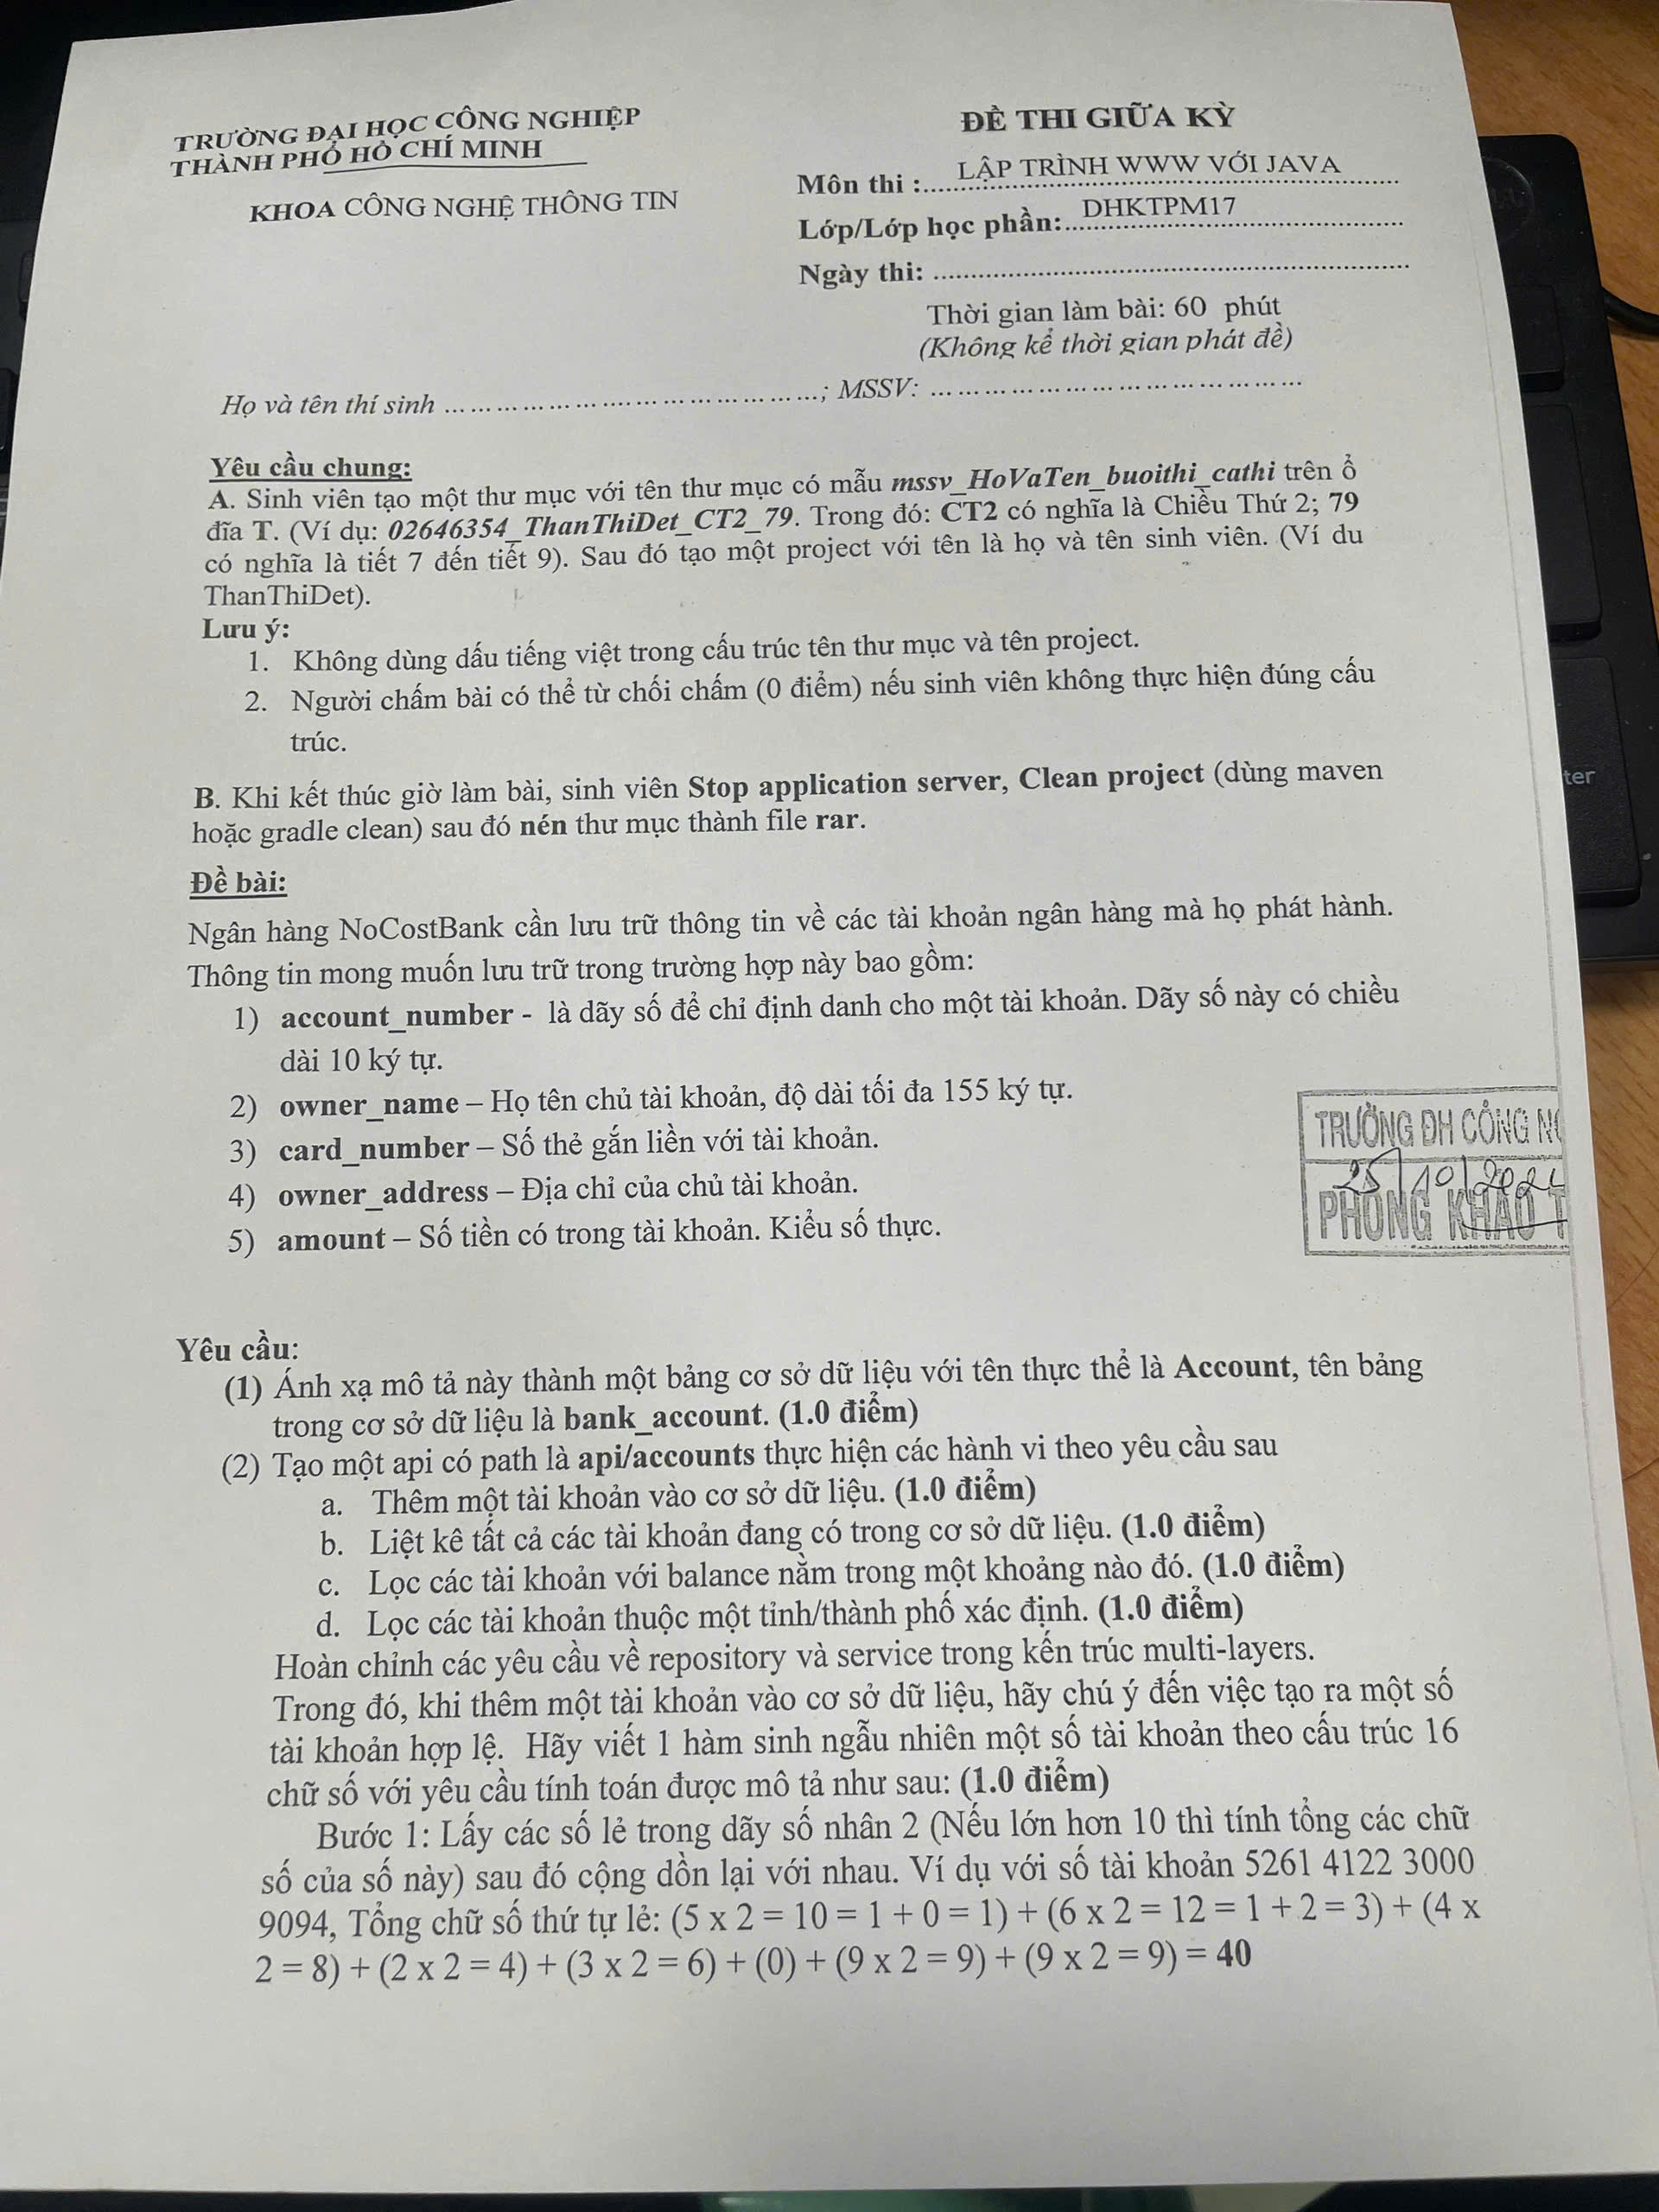 TRƯỜNG ĐẠI HỌC CÔNG NGHIỆP
THÀNH PHỐ HỒ CHÍ MINH
KHOA CÔNG NGHỆ THÔNG TIN
ĐỀ THI GIỮA KỲ
Môn thi :.....LẬP TRÌNH WWW VỚI JAVA.....
Lớp/Lớp học phần:..DHKTPM17..........
Ngày thi: ..........................................
Thời gian làm bài: 60 phút
(Không kể thời gian phát đề)
Họ và tên thí sinh ..........................................; MSSV: ..........................................
Yêu cầu chung:
A. Sinh viên tạo một thư mục với tên thư mục có mẫu mssv_HoVaTen_buoithi_cathi trên ổ
đĩa T. (Ví dụ: 02646354_ThanThiDet_CT2_79. Trong đó: CT2 có nghĩa là Chiều Thứ 2; 79
có nghĩa là tiết 7 đến tiết 9). Sau đó tạo một project với tên là họ và tên sinh viên. (Ví du
ThanThiDet).
Lưu ý:
1. Không dùng dấu tiếng việt trong cấu trúc tên thư mục và tên project.
2. Người chấm bài có thể từ chối chấm (0 điểm) nếu sinh viên không thực hiện đúng cấu
trúc.
B. Khi kết thúc giờ làm bài, sinh viên Stop application server, Clean project (dùng maven
hoặc gradle clean) sau đó nén thư mục thành file rar.
Đề bài:
Ngân hàng NoCostBank cần lưu trữ thông tin về các tài khoản ngân hàng mà họ phát hành.
Thông tin mong muốn lưu trữ trong trường hợp này bao gồm:
1) account_number - là dãy số để chỉ định danh cho một tài khoản. Dãy số này có chiều
dài 10 ký tự.
2) owner_name – Họ tên chủ tài khoản, độ dài tối đa 155 ký tự.
3) card_number – Số thẻ gắn liền với tài khoản.
4) owner_address – Địa chỉ của chủ tài khoản.
5) amount – Số tiền có trong tài khoản. Kiểu số thực.
TRƯỜNG ĐH CÔNG
25/10/202
PHÒNG KHẢO T
Yêu cầu:
(1) Ánh xạ mô tả này thành một bảng cơ sở dữ liệu với tên thực thể là Account, tên bảng
trong cơ sở dữ liệu là bank_account. (1.0 điểm)
(2) Tạo một api có path là api/accounts thực hiện các hành vi theo yêu cầu sau
a. Thêm một tài khoản vào cơ sở dữ liệu. (1.0 điểm)
b. Liệt kê tất cả các tài khoản đang có trong cơ sở dữ liệu. (1.0 điểm)
c. Lọc các tài khoản với balance nằm trong một khoảng nào đó. (1.0 điểm)
d. Lọc các tài khoản thuộc một tỉnh/thành phố xác định. (1.0 điểm)
Hoàn chỉnh các yêu cầu về repository và service trong kến trúc multi-layers.
Trong đó, khi thêm một tài khoản vào cơ sở dữ liệu, hãy chú ý đến việc tạo ra một số
tài khoản hợp lệ. Hãy viết 1 hàm sinh ngẫu nhiên một số tài khoản theo cấu trúc 16
chữ số với yêu cầu tính toán được mô tả như sau: (1.0 điểm)
Bước 1: Lấy các số lẻ trong dãy số nhân 2 (Nếu lớn hơn 10 thì tính tổng các chữ
số của số này) sau đó cộng dồn lại với nhau. Ví dụ với số tài khoản 5261 4122 3000
9094, Tổng chữ số thứ tự lẻ: (5 x 2 = 10 = 1 + 0 = 1) + (6 x 2 = 12 = 1 + 2 = 3) + (4 x
2 = 8) + (2 x 2 = 4) + (3 x 2 = 6) + (0) + (9 x 2 = 9) + (9 x 2 = 9) = 40
ter